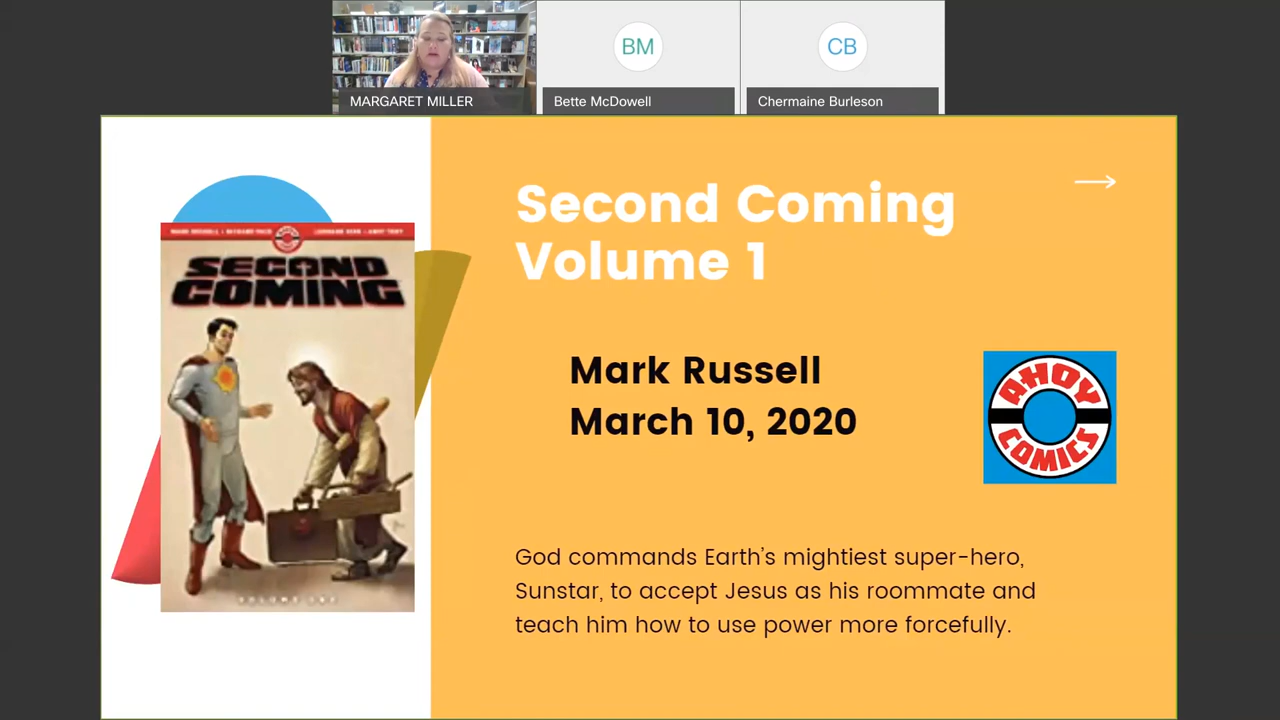 BM
CB
MARGARET MILLER
Bette McDowell
Chermaine Burleson
Second Coming
Volume 1
SECOND
COMING
Mark Russell
March 10, 2020
AHOY
COMICS
God commands Earth's mightiest super-hero,
Sunstar, to accept Jesus as his roommate and
teach him how to use power more forcefully.